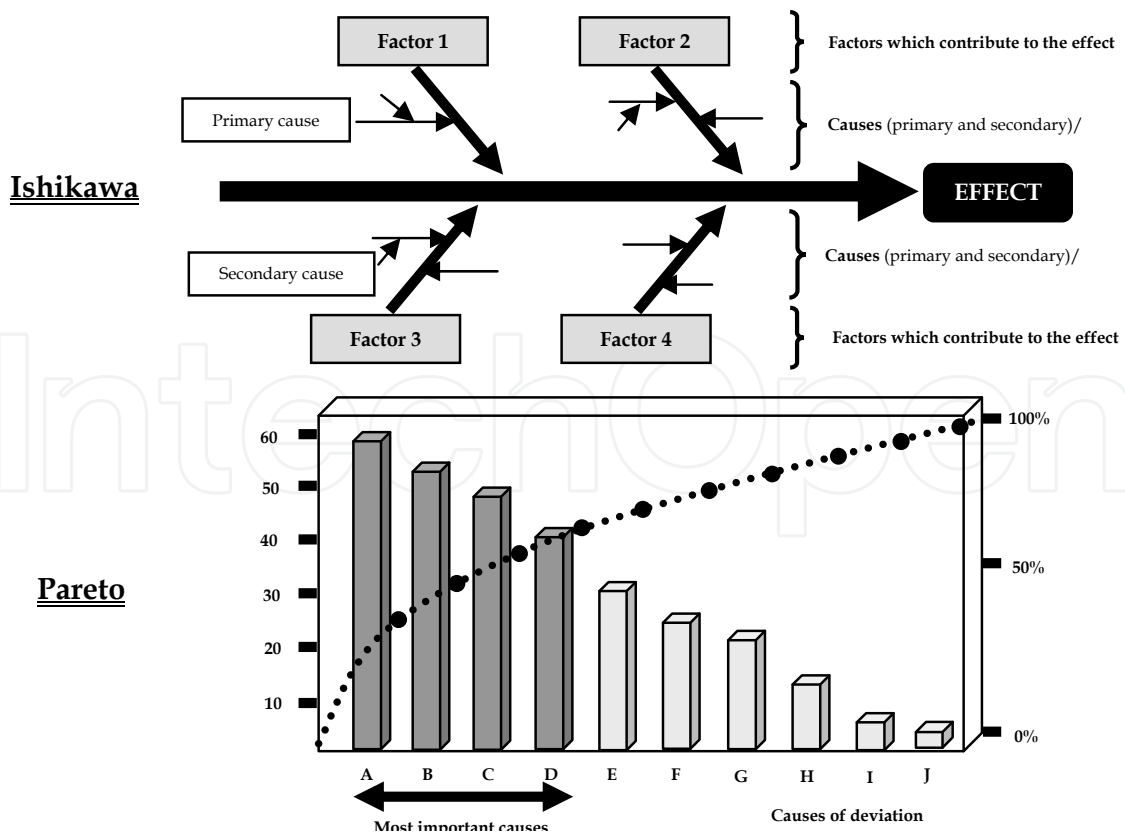 Factor 1
Factor 2
Factors which contribute to the effect
Primary cause
Causes (primary and secondary)/
Ishikawa
EFFECT
Secondary cause
Causes (primary and secondary)/
Factor 3
Factor 4
Factors which contribute to the effect
IntechOpen
100%
60
50
40
50%
Pareto
30
20
10
0%
A B C D E F G H I J
Causes of deviation
Most important causes